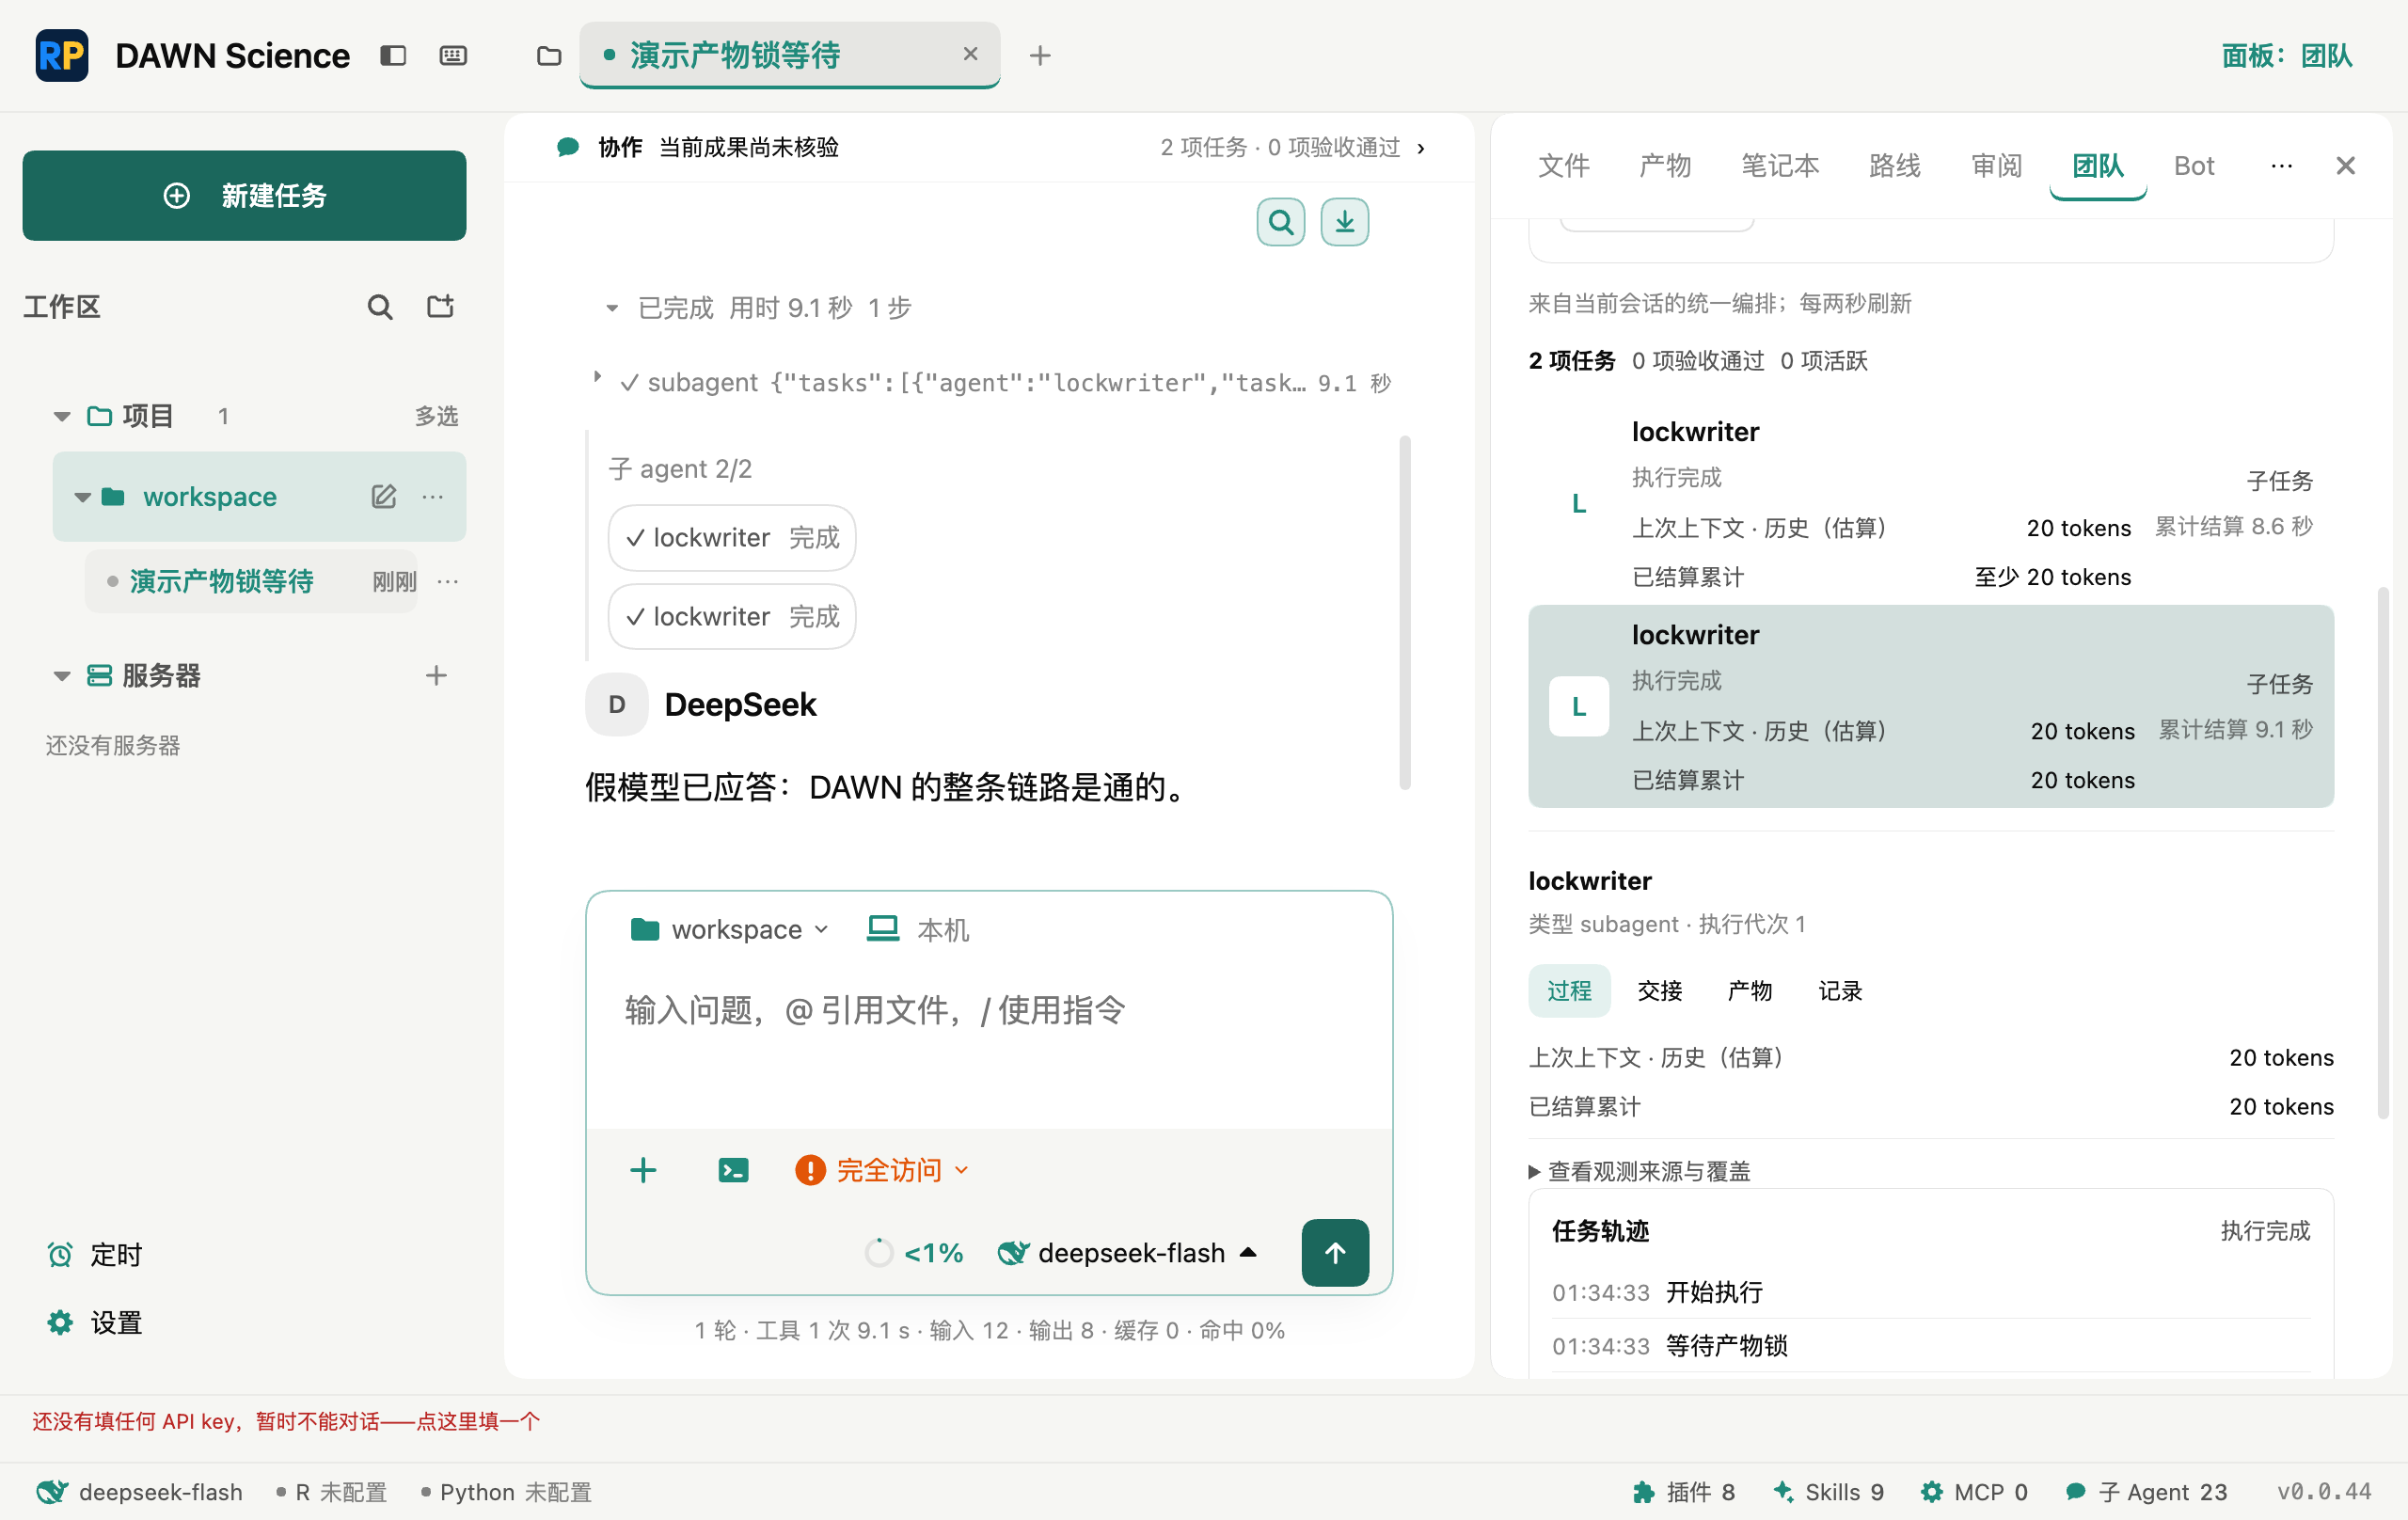 RP DAWN Science
演示产物锁等待
面板：团队
新建任务
工作区
项目 1 多选
workspace
演示产物锁等待 刚刚
服务器
还没有服务器
定时
设置
协作 当前成果尚未核验 2 项任务 · 0 项验收通过
已完成 用时 9.1 秒 1 步
subagent {"tasks":[{"agent":"lockwriter","task… 9.1 秒
子 agent 2/2
lockwriter 完成
lockwriter 完成
D DeepSeek
假模型已应答：DAWN 的整条链路是通的。
workspace 本机
输入问题，@ 引用文件，/ 使用指令
完全访问
<1% deepseek-flash
1 轮 · 工具 1 次 9.1 s · 输入 12 · 输出 8 · 缓存 0 · 命中 0%
文件 产物 笔记本 路线 审阅 团队 Bot
来自当前会话的统一编排；每两秒刷新
2 项任务 0 项验收通过 0 项活跃
L
lockwriter
执行完成
子任务
上次上下文 · 历史（估算） 20 tokens 累计结算 8.6 秒
已结算累计 至少 20 tokens
L
lockwriter
执行完成
子任务
上次上下文 · 历史（估算） 20 tokens 累计结算 9.1 秒
已结算累计 20 tokens
lockwriter
类型 subagent · 执行代次 1
过程 交接 产物 记录
上次上下文 · 历史（估算） 20 tokens
已结算累计 20 tokens
查看观测来源与覆盖
任务轨迹 执行完成
01:34:33 开始执行
01:34:33 等待产物锁
还没有填任何 API key，暂时不能对话——点这里填一个
deepseek-flash R 未配置 Python 未配置 插件 8 Skills 9 MCP 0 子 Agent 23 v0.0.44